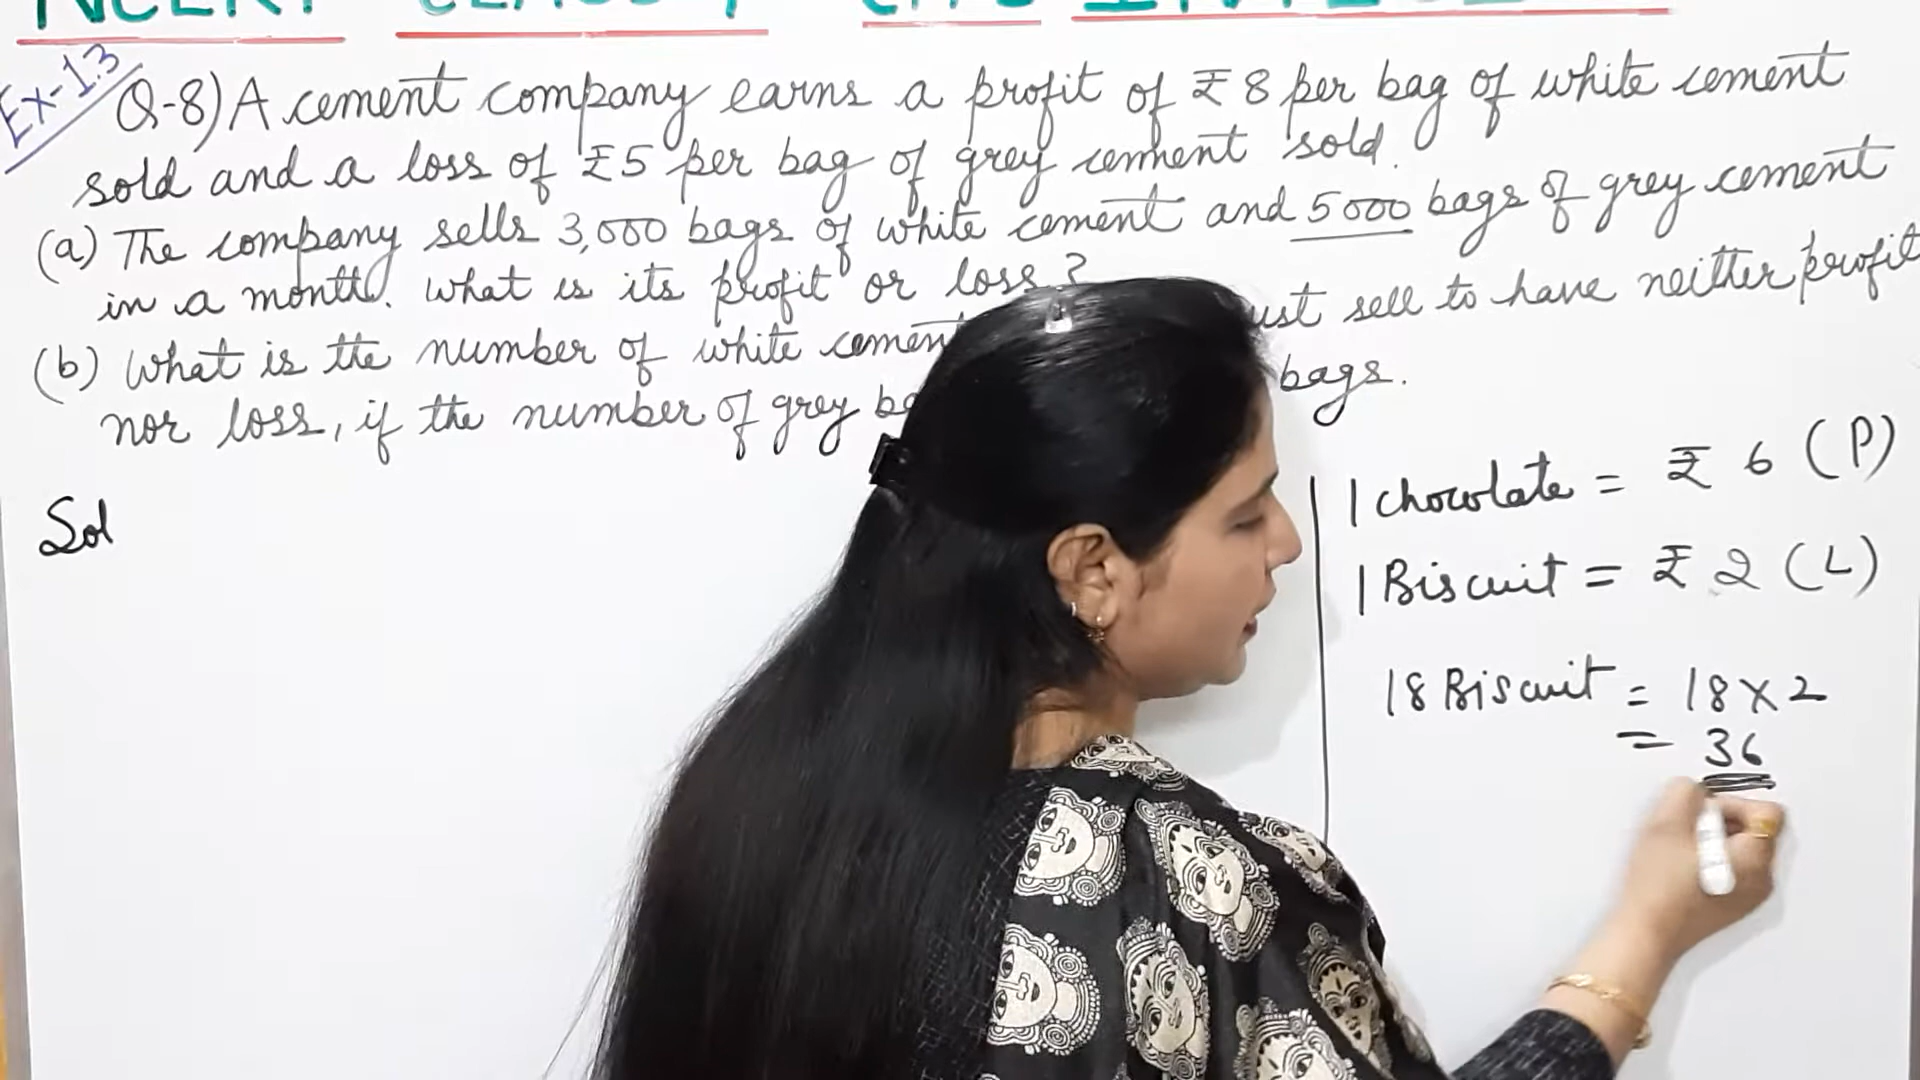 NCERT CLASS 7
Ex-1.3
Q-8) A cement company earns a profit of ₹8 per bag of white cement
sold and a loss of ₹5 per bag of grey cement sold.
(a) The company sells 3,000 bags of white cement and 5000 bags of grey cement
in a month. What is its profit or loss?
(b) What is the number of white cement ust sell to have neither profit
nor loss, if the number of grey bags.
Sol
1 chocolate = ₹ 6 (P)
1 Biscuit = ₹ 2 (L)
18 Biscuit = 18 x 2
= 36